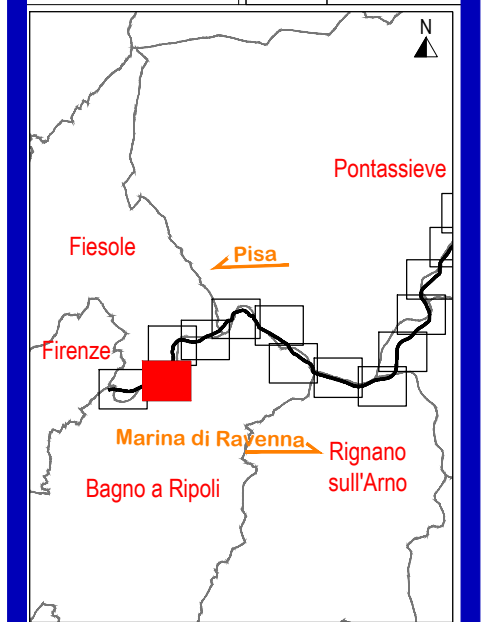 N
Pontassieve
Fiesole
Pisa
Firenze
Marina di Ravenna
Rignano
sull'Arno
Bagno a Ripoli